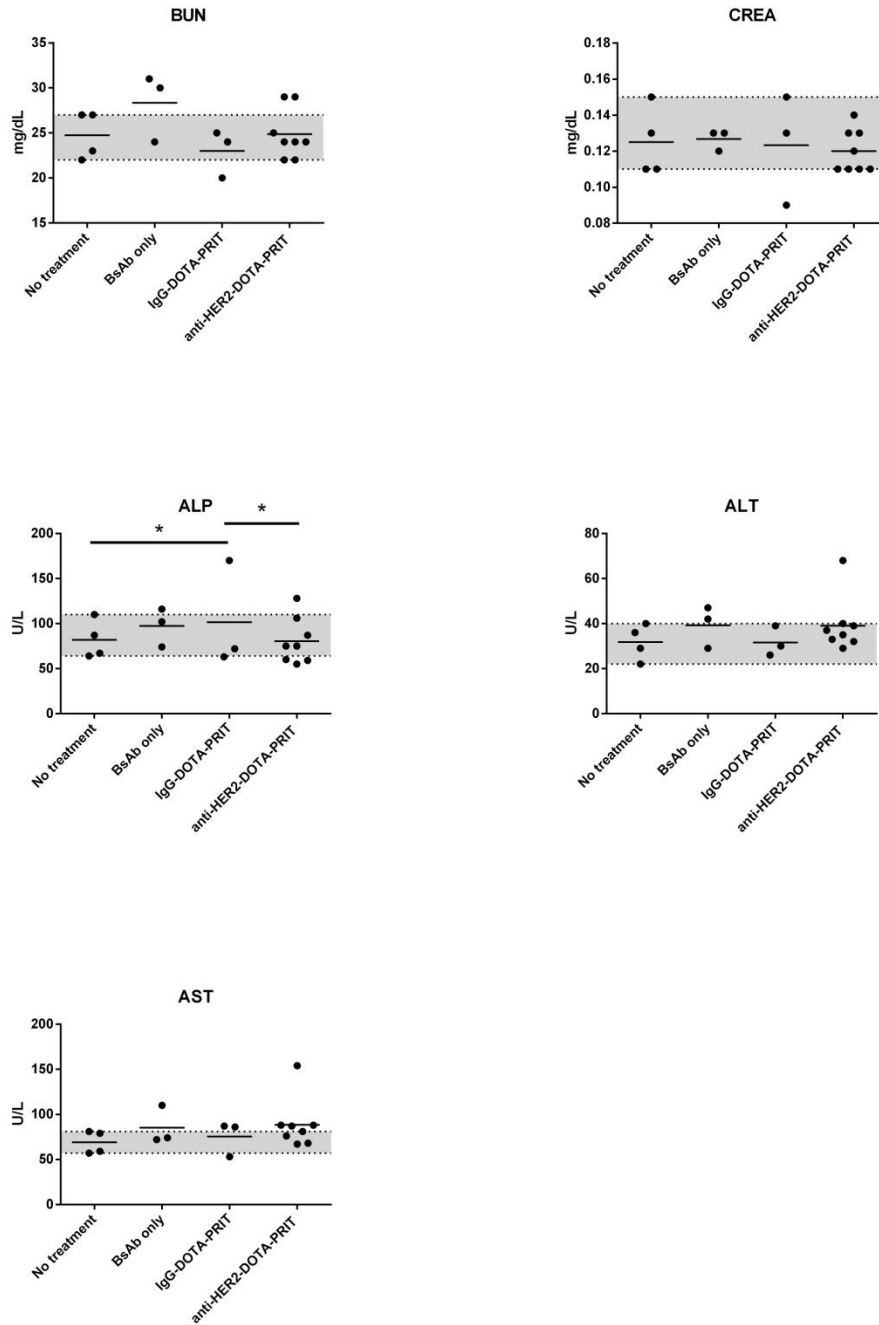 BUN
35
30
25
20
15
mg/dL
No treatment
BsAb only
IgG-DOTA-PRIT
anti-HER2-DOTA-PRIT
CREA
0.18
0.16
0.14
0.12
0.10
0.08
mg/dL
No treatment
BsAb only
IgG-DOTA-PRIT
anti-HER2-DOTA-PRIT
ALP
*
*
200
150
100
50
0
U/L
No treatment
BsAb only
IgG-DOTA-PRIT
anti-HER2-DOTA-PRIT
ALT
80
60
40
20
0
U/L
No treatment
BsAb only
IgG-DOTA-PRIT
anti-HER2-DOTA-PRIT
AST
200
150
100
50
0
U/L
No treatment
BsAb only
IgG-DOTA-PRIT
anti-HER2-DOTA-PRIT